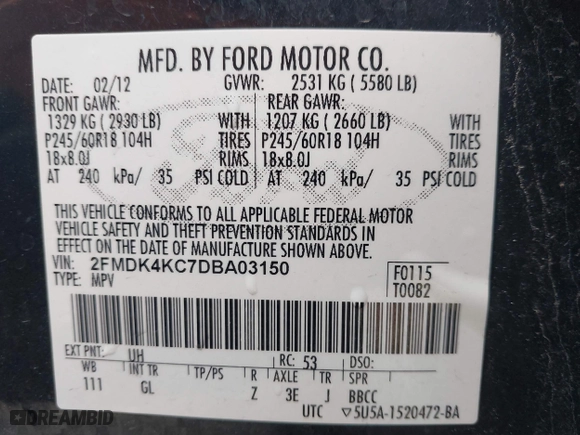 MFD. BY FORD MOTOR CO.
DATE: 02/12 GVWR: 2531 KG ( 5580 LB)
FRONT GAWR: REAR GAWR:
1329 KG ( 2930 LB) WITH 1207 KG ( 2660 LB) WITH
P245/60R18 104H TIRES P245/60R18 104H TIRES
18x8.0J RIMS 18x8.0J RIMS
AT 240 kPa/ 35 PSI COLD AT 240 kPa/ 35 PSI COLD
THIS VEHICLE CONFORMS TO ALL APPLICABLE FEDERAL MOTOR
VEHICLE SAFETY AND THEFT PREVENTION STANDARDS IN
EFFECT ON THE DATE OF MANUFACTURE SHOWN ABOVE.
VIN: 2FMDK4KC7DBA03150 F0115
TYPE: MPV T0082
EXT PNT: UH RC: 53 DSO:
WB INT TR TP/PS R AXLE TR SPR
111 GL Z 3E J BBCC
UTC ▽5U5A-1520472-BA
DREAMBID